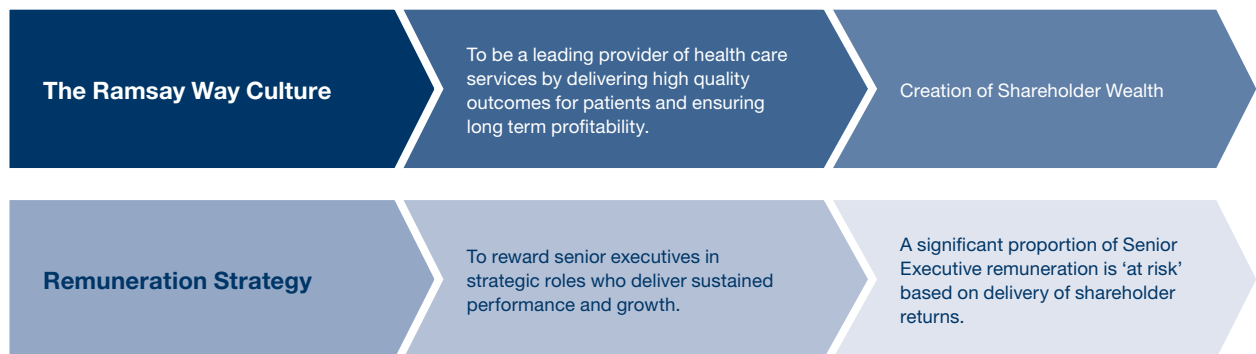 The Ramsay Way Culture
To be a leading provider of health care
services by delivering high quality
outcomes for patients and ensuring
long term profitability.
Creation of Shareholder Wealth
Remuneration Strategy
To reward senior executives in
strategic roles who deliver sustained
performance and growth.
A significant proportion of Senior
Executive remuneration is ‘at risk’
based on delivery of shareholder
returns.